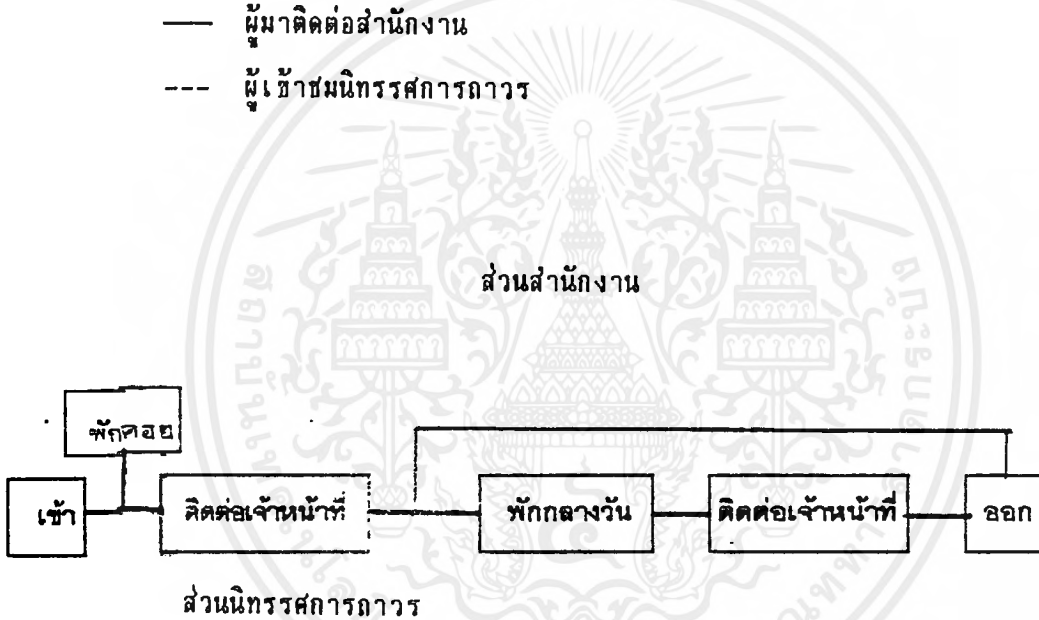 ผู้มาติดต่อสำนักงาน
ผู้เข้าชมนิทรรศการถาวร
ส่วนสำนักงาน
พักคอย
เข้า
ติดต่อเจ้าหน้าที่
พักกลางวัน
ติดต่อเจ้าหน้าที่
ออก
ส่วนนิทรรศการถาวร